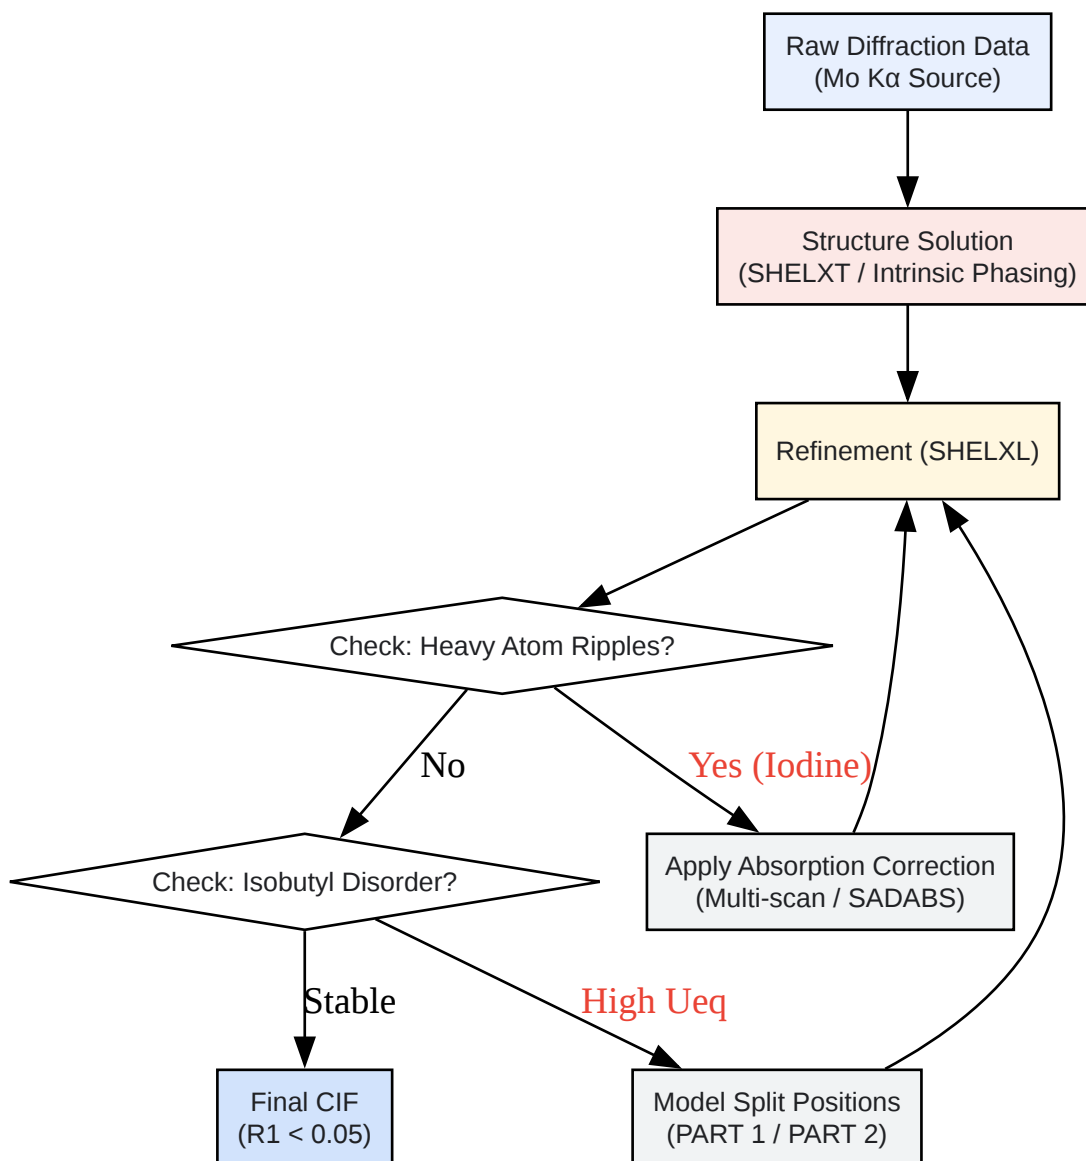 Raw Diffraction Data
(Mo Kα Source)
Structure Solution
(SHELXT / Intrinsic Phasing)
Refinement (SHELXL)
Check: Heavy Atom Ripples?
No
Yes (Iodine)
Apply Absorption Correction
(Multi-scan / SADABS)
Check: Isobutyl Disorder?
Stable
High Ueq
Final CIF
(R1 < 0.05)
Model Split Positions
(PART 1 / PART 2)